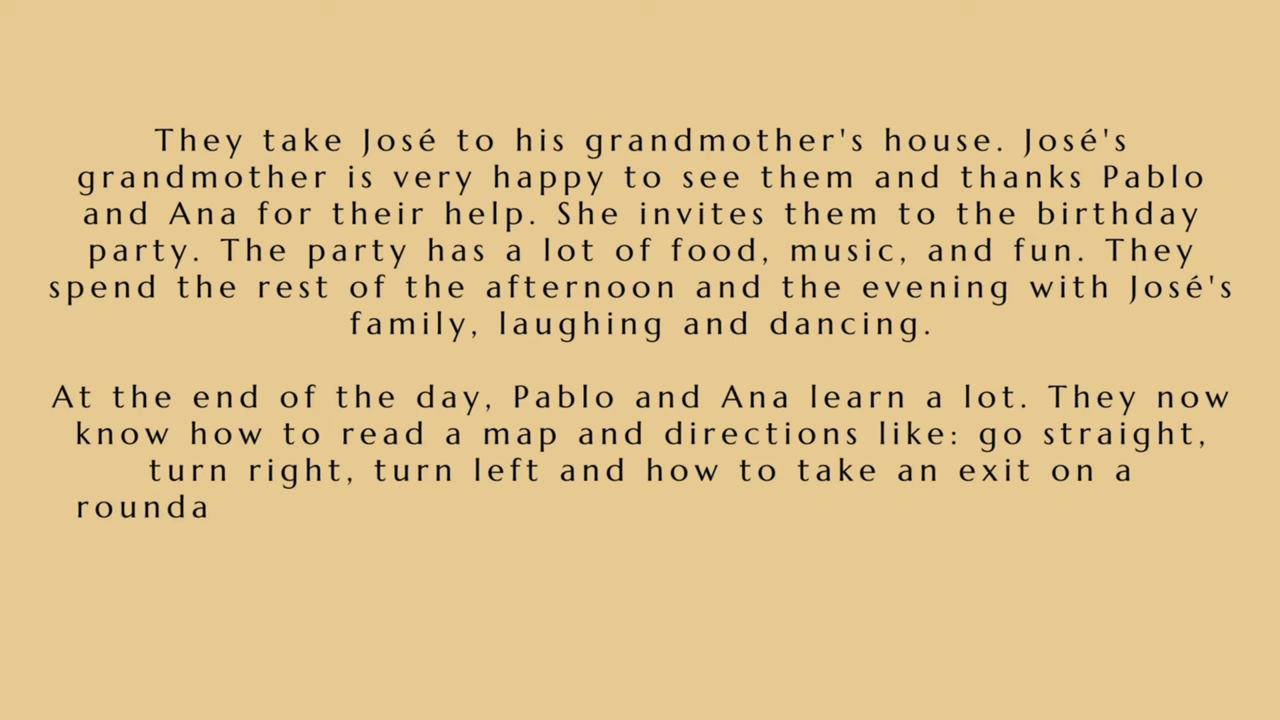 They take José to his grandmother's house. José's
grandmother is very happy to see them and thanks Pablo
and Ana for their help. She invites them to the birthday
party. The party has a lot of food, music, and fun. They
spend the rest of the afternoon and the evening with José's
family, laughing and dancing.
At the end of the day, Pablo and Ana learn a lot. They now
know how to read a map and directions like: go straight,
turn right, turn left and how to take an exit on a
rounda